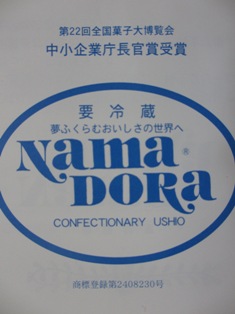 第22回全国菓子大博覧会
中小企業庁長官賞受賞
要冷蔵
夢ふくらむおいしさの世界へ
Nama ®
DORA
CONFECTIONARY USHIO
商標登録第2408230号